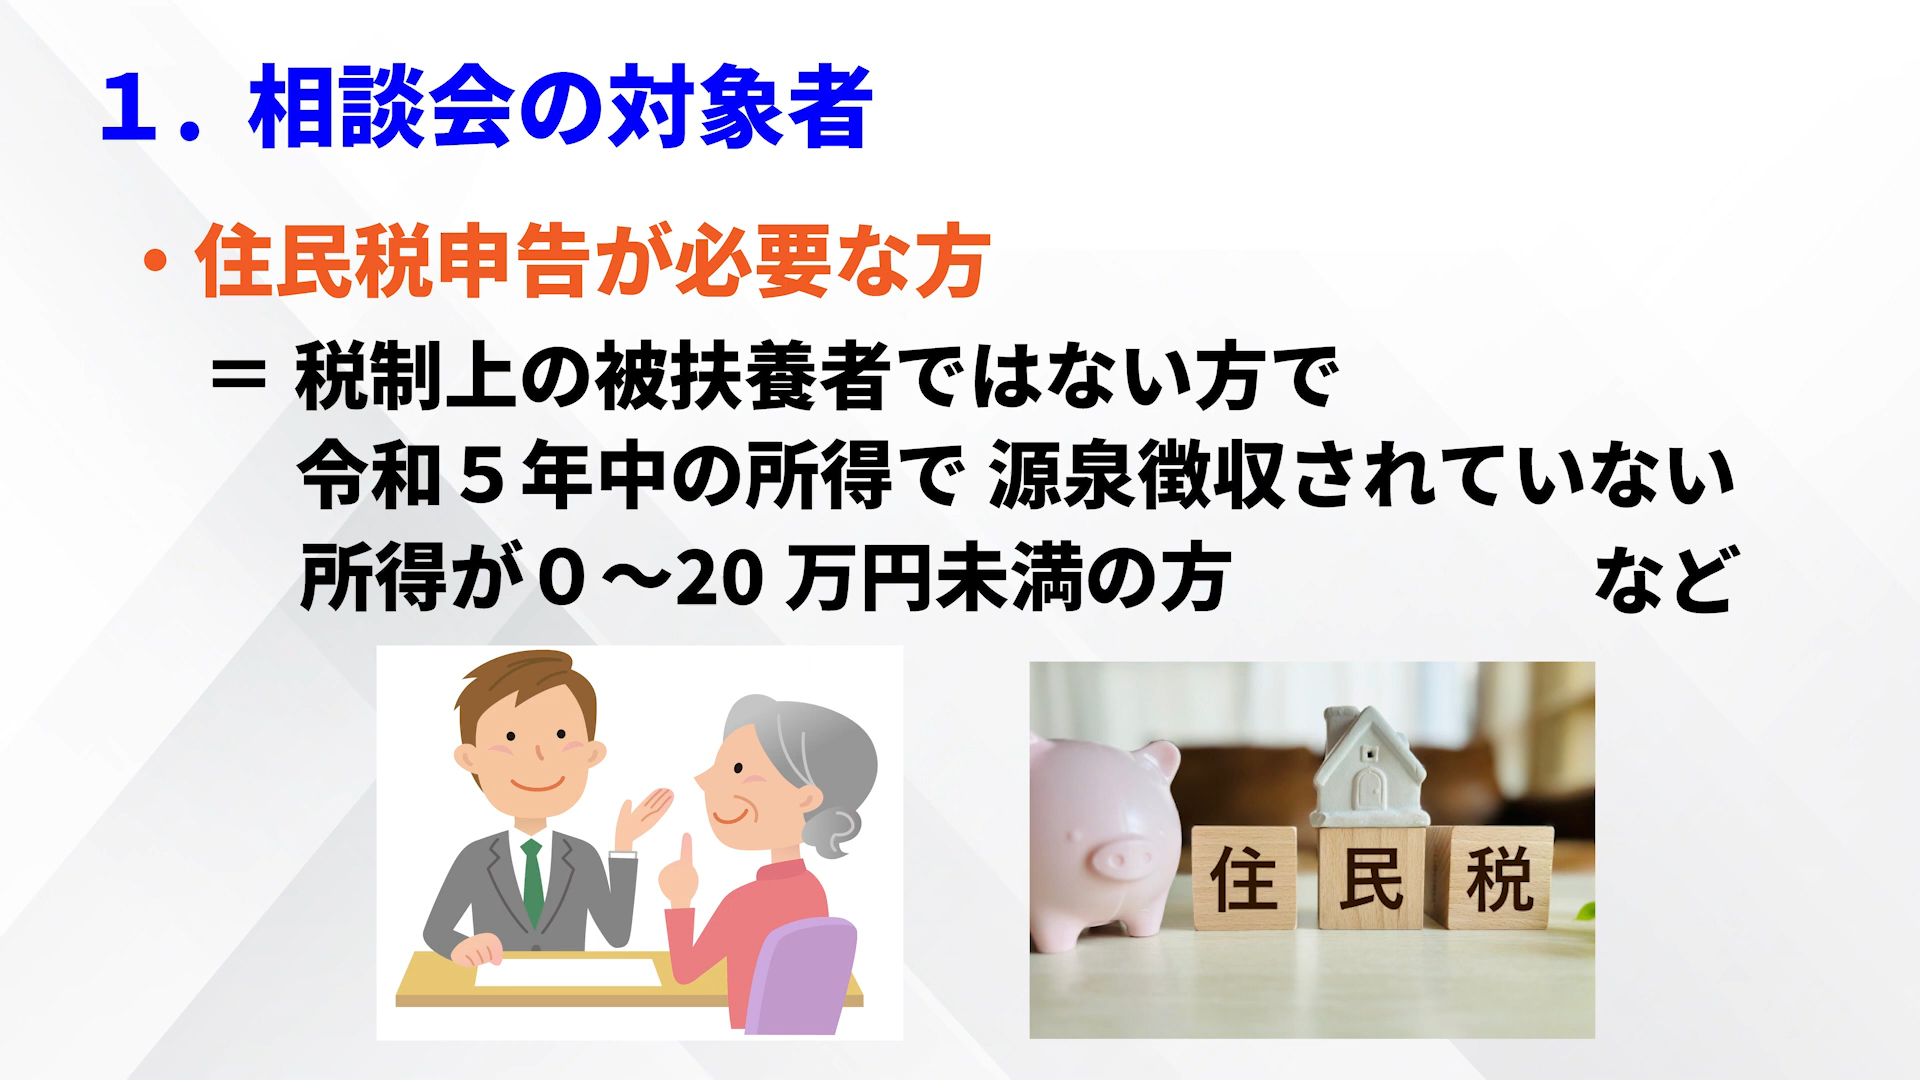 １．相談会の対象者
・住民税申告が必要な方
＝ 税制上の被扶養者ではない方で
令和５年中の所得で 源泉徴収されていない
所得が０～20 万円未満の方 など
住民税